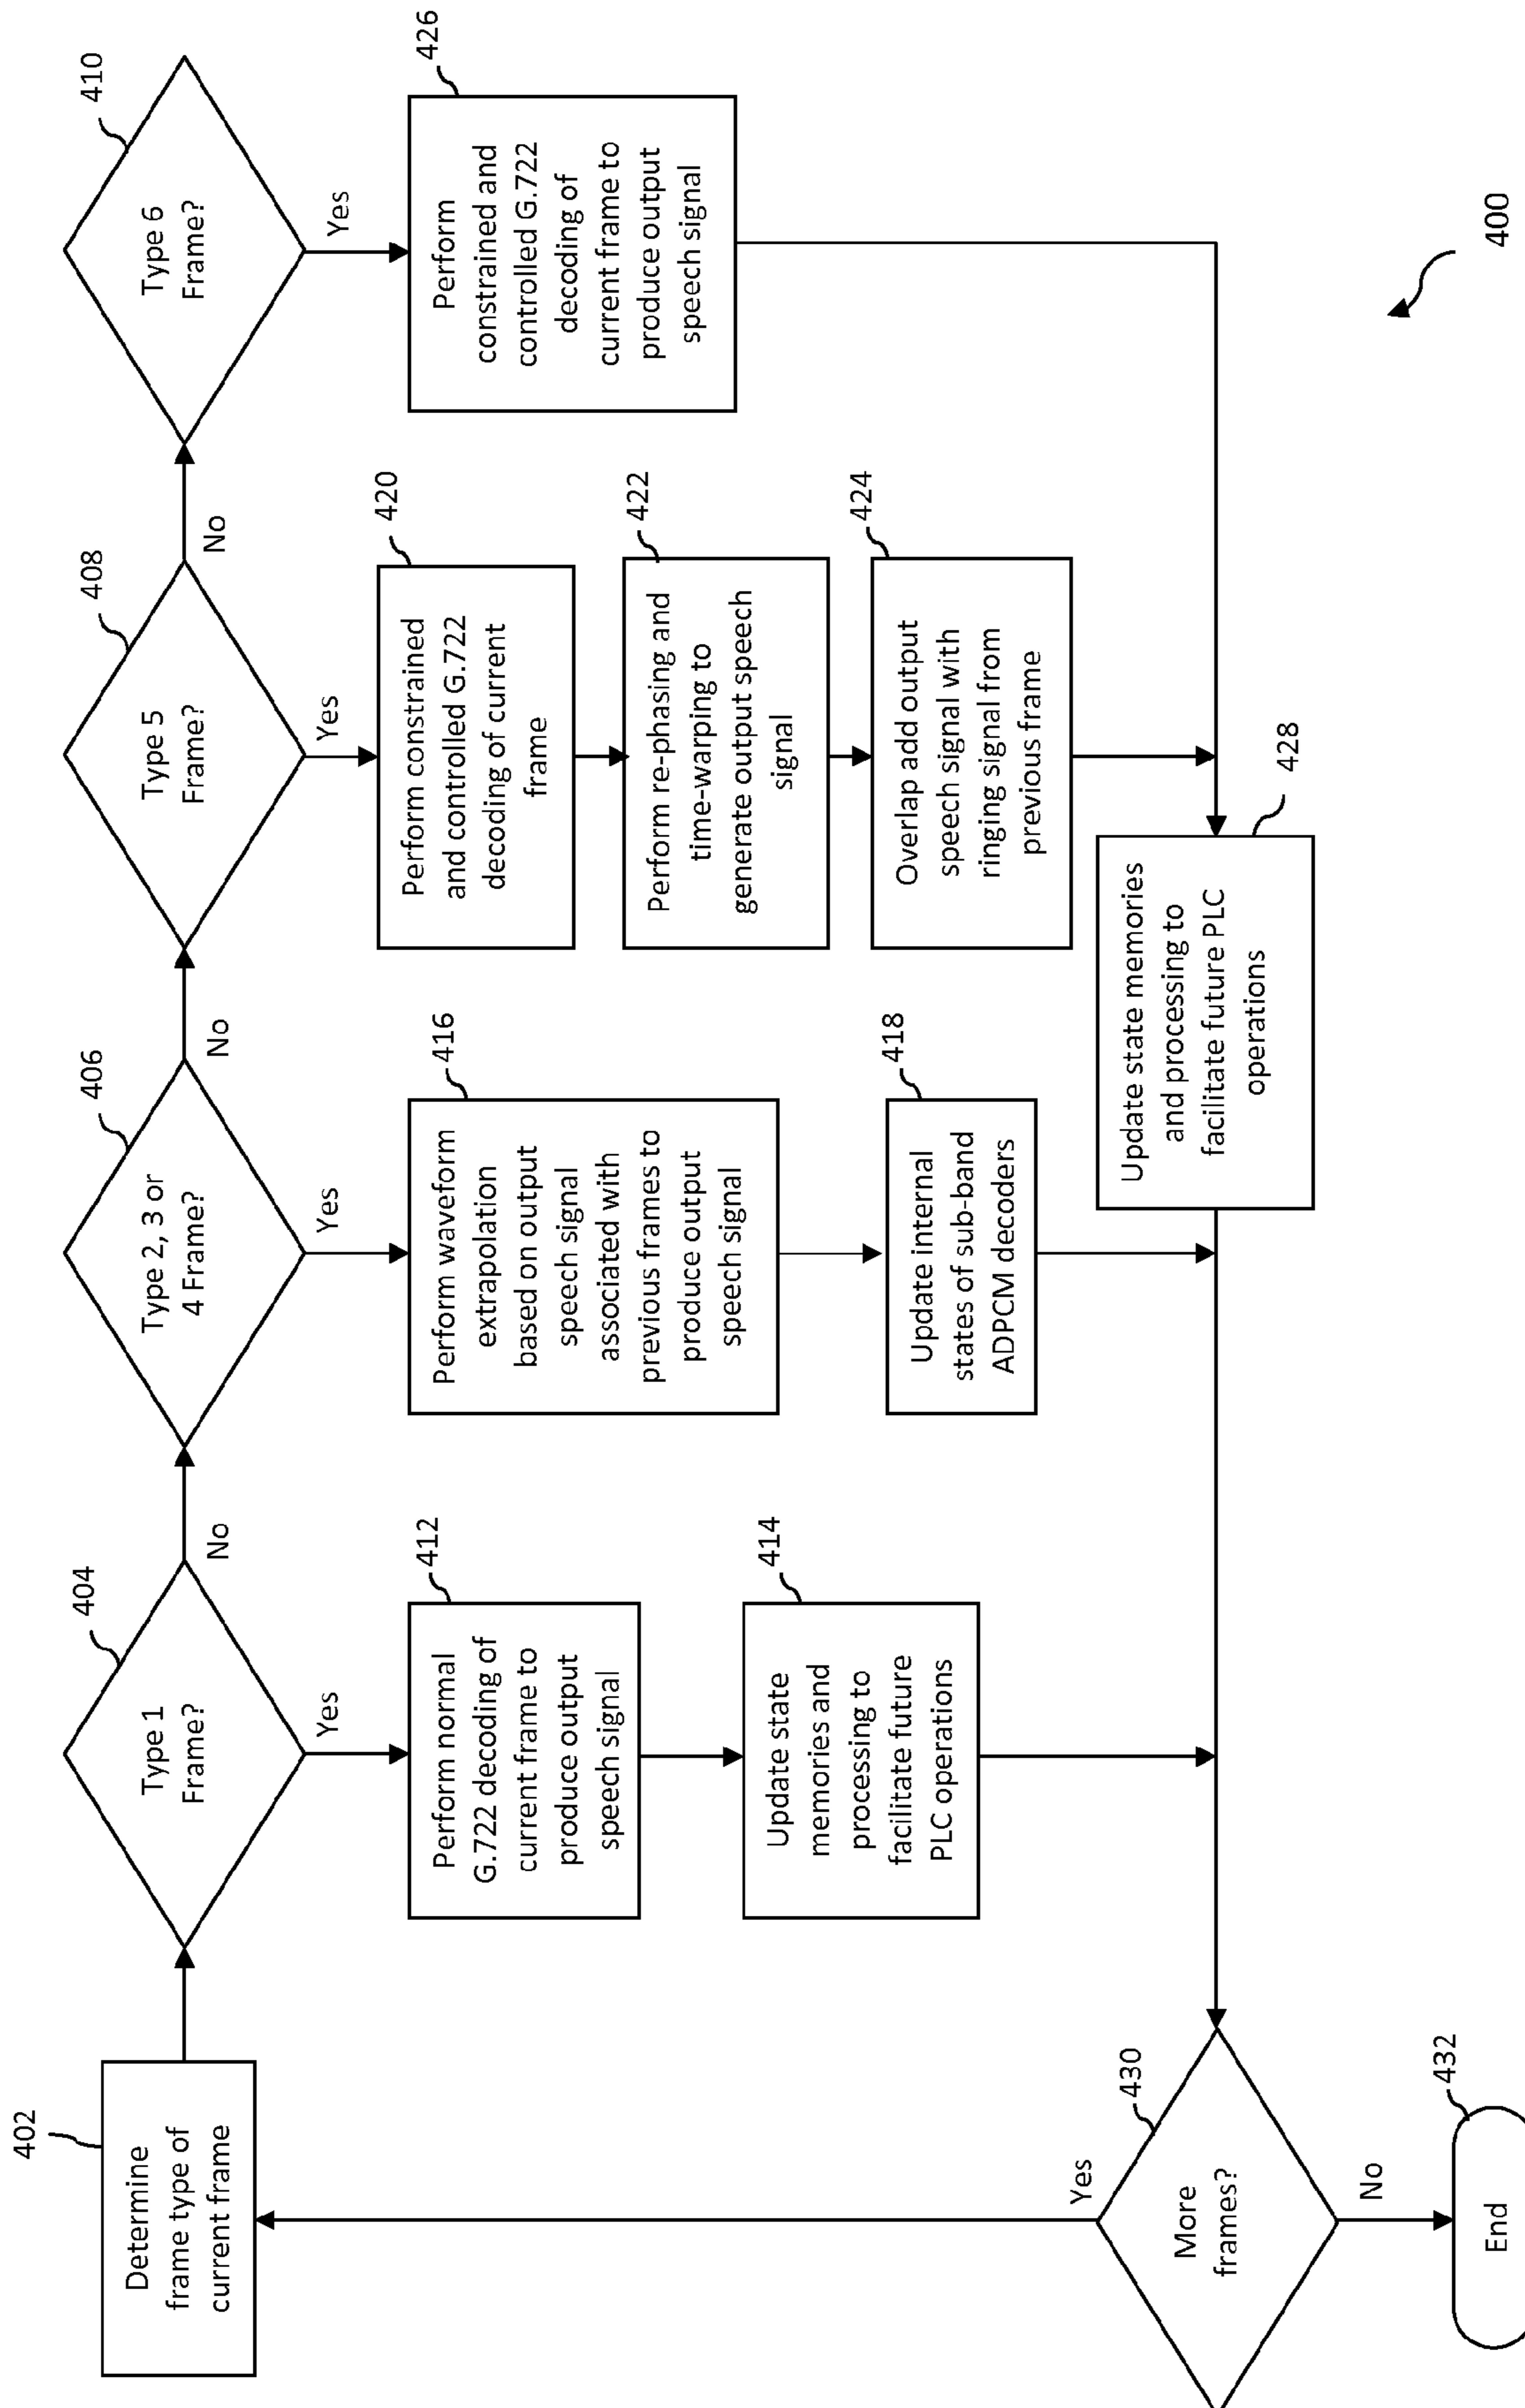 402
Determine
frame type of
current frame
404
Type 1
Frame?
No
Yes
406
Type 2, 3 or
4 Frame?
No
Yes
408
Type 5
Frame?
No
Yes
410
Type 6
Frame?
Yes
412
Perform normal
G.722 decoding of
current frame to
produce output
speech signal
414
Update state
memories and
processing to
facilitate future
PLC operations
416
Perform waveform
extrapolation
based on output
speech signal
associated with
previous frames to
produce output
speech signal
418
Update internal
states of sub-band
ADPCM decoders
420
Perform constrained
and controlled G.722
decoding of current
frame
422
Perform re-phasing and
time-warping to
generate output speech
signal
424
Overlap add output
speech signal with
ringing signal from
previous frame
426
Perform
constrained and
controlled G.722
decoding of
current frame to
produce output
speech signal
428
Update state memories
and processing to
facilitate future PLC
operations
430
More
frames?
Yes
No
432
End
400